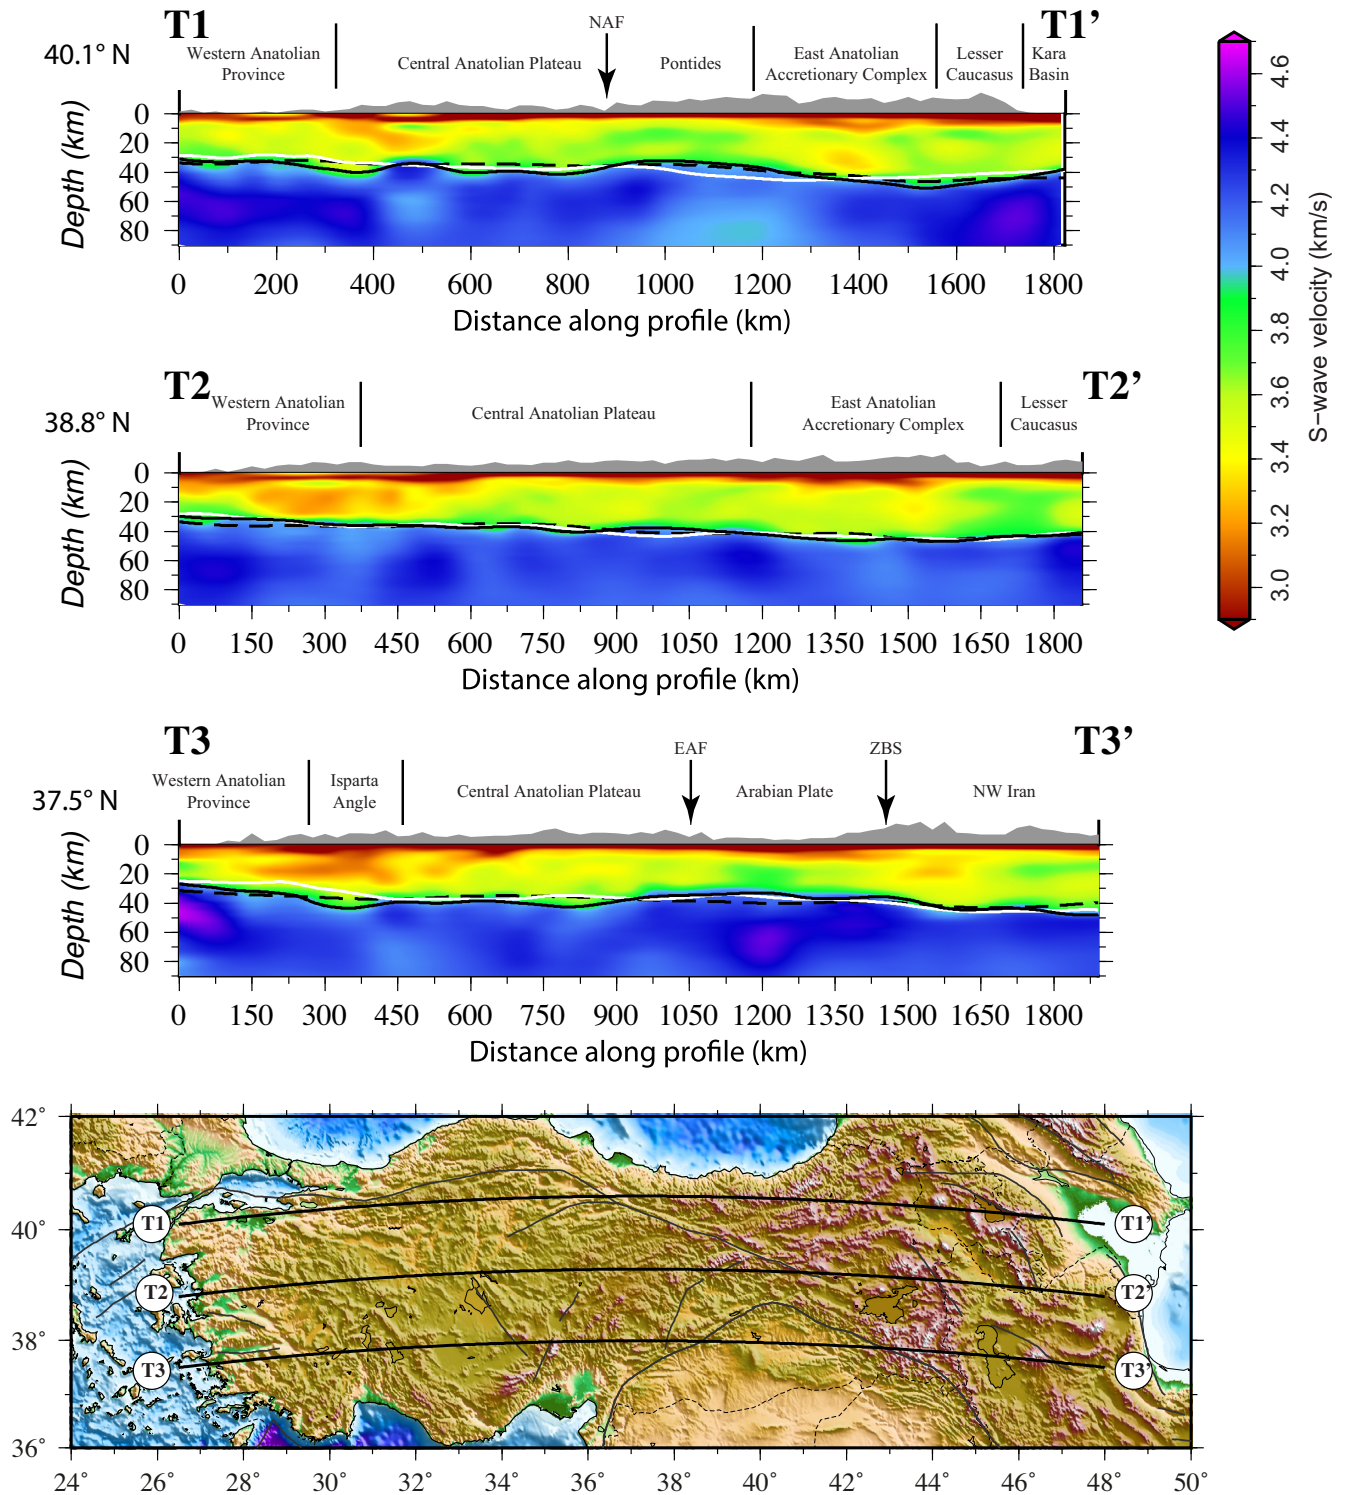 T1 NAF T1’
40.1° N
Western Anatolian Province
Central Anatolian Plateau
Pontides
East Anatolian Accretionary Complex
Lesser Caucasus
Kara Basin
Depth (km)
0
20
40
60
80
0 200 400 600 800 1000 1200 1400 1600 1800
Distance along profile (km)
T2 T2’
38.8° N
Western Anatolian Province
Central Anatolian Plateau
East Anatolian Accretionary Complex
Lesser Caucasus
Depth (km)
0
20
40
60
80
0 150 300 450 600 750 900 1050 1200 1350 1500 1650 1800
Distance along profile (km)
T3 EAF ZBS T3’
37.5° N
Western Anatolian Province
Isparta Angle
Central Anatolian Plateau
Arabian Plate
NW Iran
Depth (km)
0
20
40
60
80
0 150 300 450 600 750 900 1050 1200 1350 1500 1650 1800
Distance along profile (km)
4.6
4.4
4.2
4.0
3.8
3.6
3.4
3.2
3.0
S−wave velocity (km/s)
42°
40°
38°
36°
T1 T1’
T2 T2’
T3 T3’
24 26° 28° 30° 32° 34° 36° 38° 40° 42° 44° 46° 48° 50°